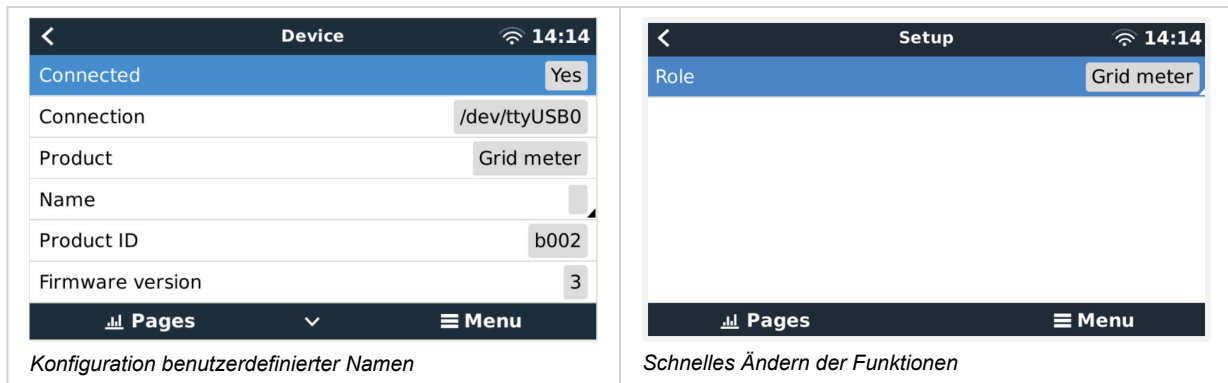 Device 14:14
Connected Yes
Connection /dev/ttyUSB0
Product Grid meter
Name
Product ID b002
Firmware version 3
Pages Menu
Konfiguration benutzerdefinierter Namen
Setup 14:14
Role Grid meter
Pages Menu
Schnelles Ändern der Funktionen